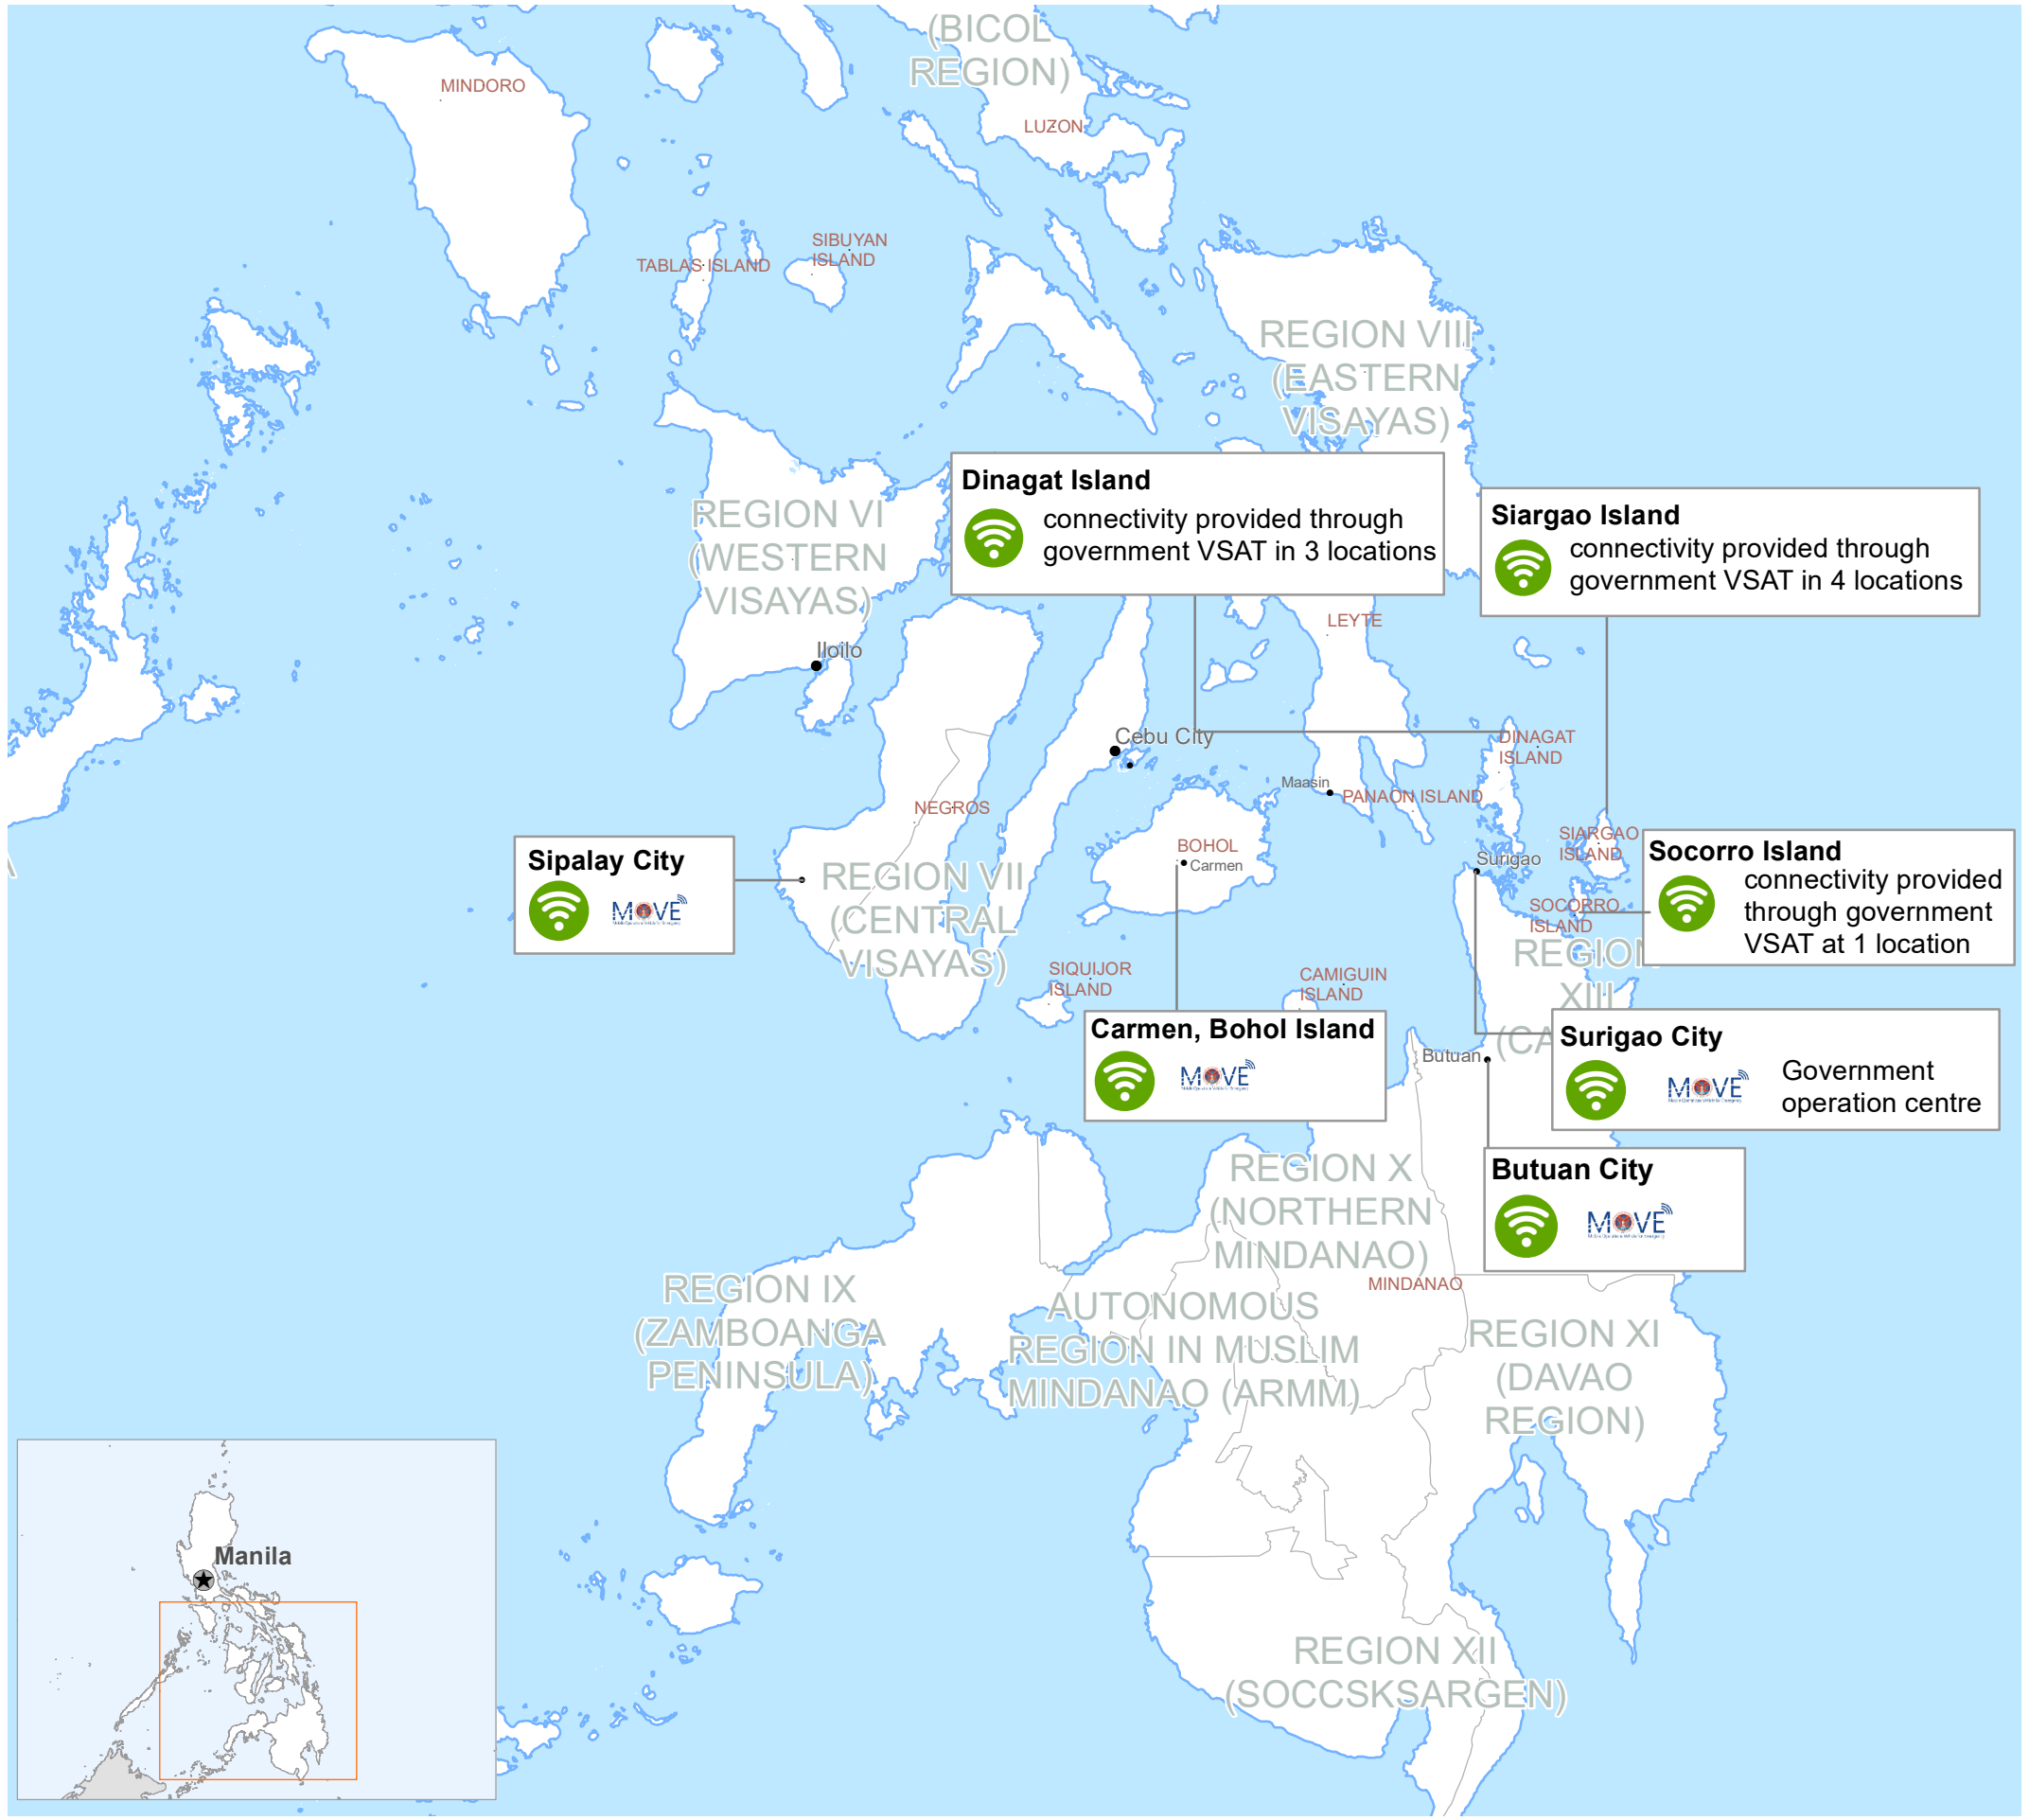 (BICOL
REGION)
MINDORO
LUZON
SIBUYAN
ISLAND
TABLAS ISLAND
REGION VIII
(EASTERN
VISAYAS)
Dinagat Island
connectivity provided through
government VSAT in 3 locations
Siargao Island
connectivity provided through
government VSAT in 4 locations
REGION VI
(WESTERN
VISAYAS)
Iloilo
LEYTE
Cebu City
DINAGAT
ISLAND
Maasin
PANAON ISLAND
NEGROS
BOHOL
Carmen
SIARGAO
ISLAND
Surigao
Sipalay City
MOVE
REGION VII
(CENTRAL
VISAYAS)
Socorro Island
connectivity provided
through government
VSAT at 1 location
SOCORRO
ISLAND
REGION
XIII
(CA
SIQUIJOR
ISLAND
CAMIGUIN
ISLAND
Carmen, Bohol Island
MOVE
Butuan
Surigao City
MOVE
Government
operation centre
Butuan City
MOVE
REGION X
(NORTHERN
MINDANAO)
MINDANAO
REGION IX
(ZAMBOANGA
PENINSULA)
AUTONOMOUS
REGION IN MUSLIM
MINDANAO (ARMM)
REGION XI
(DAVAO
REGION)
Manila
REGION XII
(SOCCSKSARGEN)